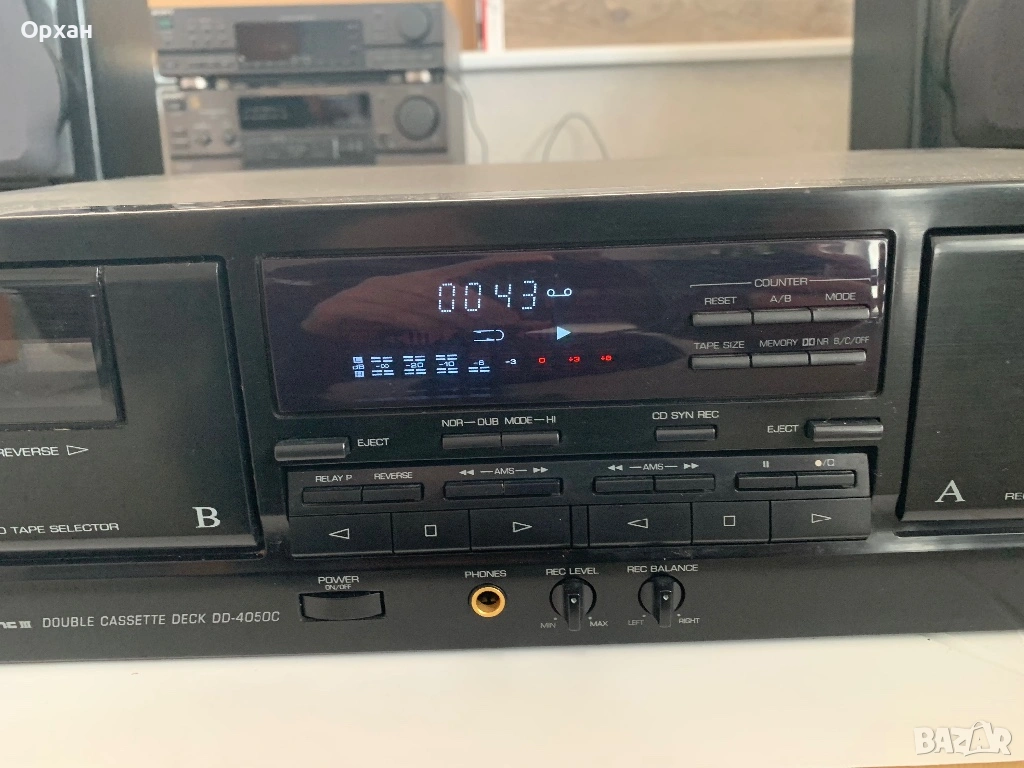 Орхан
COUNTER
RESET A/B MODE
0043
TAPE SIZE MEMORY NR B/C/OFF
dB -∞ -20 -10 -6 -3 0 +3 +8
NOR DUB MODE HI
CD SYN REC
EJECT
EJECT
REVERSE
RELAY P REVERSE
AMS
AMS
TAPE SELECTOR
B
A
POWER
ON/OFF
PHONES
REC LEVEL
MIN MAX
REC BALANCE
LEFT RIGHT
DOUBLE CASSETTE DECK DD-4050C
BAZAR